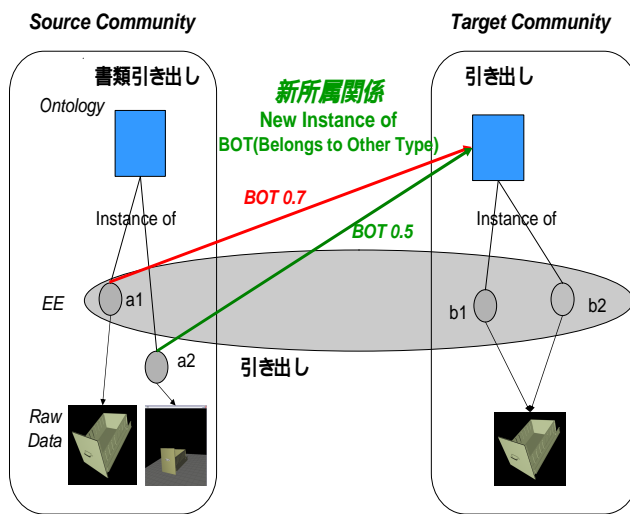 Source Community
Target Community
書類引き出し
引き出し
Ontology
新所属関係
New Instance of
BOT(Belongs to Other Type)
BOT 0.7
BOT 0.5
Instance of
Instance of
EE
a1
a2
b1
b2
引き出し
Raw
Data